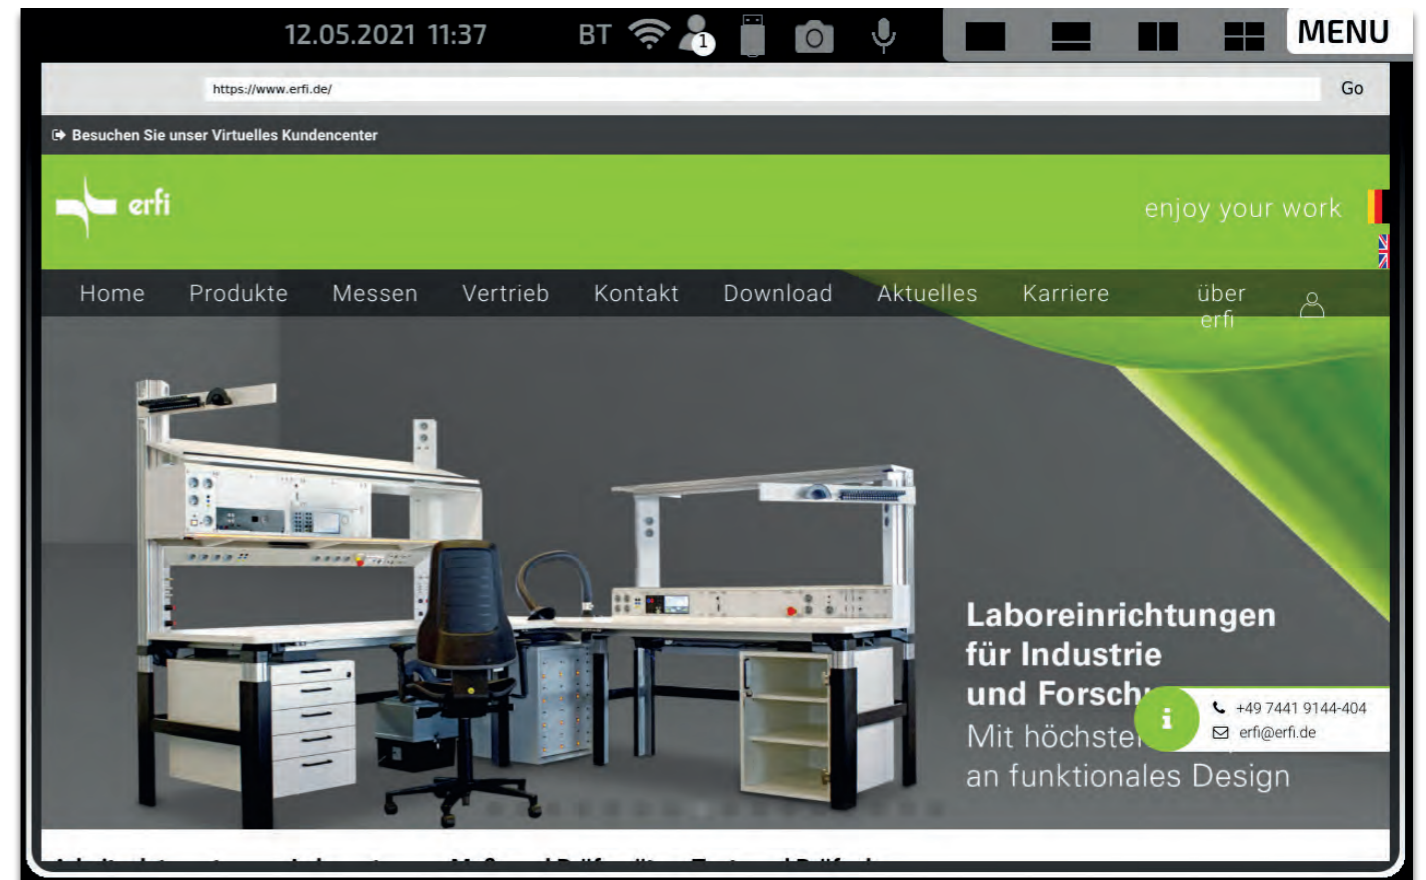 12.05.2021 11:37 BT 1 MENU
https://www.erfi.de/ Go
Besuchen Sie unser Virtuelles Kundencenter
erfi
enjoy your work
Home Produkte Messen Vertrieb Kontakt Download Aktuelles Karriere über
erfi
Laboreinrichtungen
für Industrie
und Forsch
Mit höchste
an funktionales Design
i
+49 7441 9144-404
erfi@erfi.de